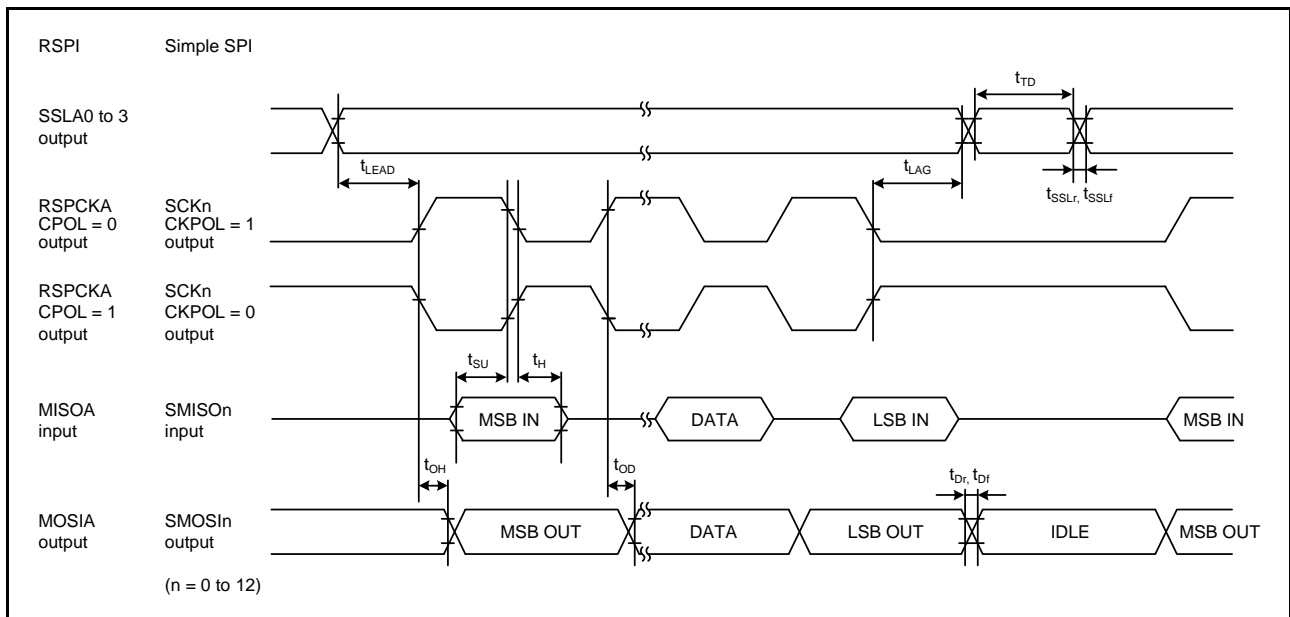 RSPI Simple SPI
SSLA0 to 3
output
tTD
tLEAD
tLAG
tSSLr, tSSLf
RSPCKA SCKn
CPOL = 0 CKPOL = 1
output output
RSPCKA SCKn
CPOL = 1 CKPOL = 0
output output
tSU tH
MISOA SMISOn
input input
MSB IN DATA LSB IN MSB IN
tOH tOD tDr, tDf
MOSIA SMOSIn
output output
MSB OUT DATA LSB OUT IDLE MSB OUT
(n = 0 to 12)